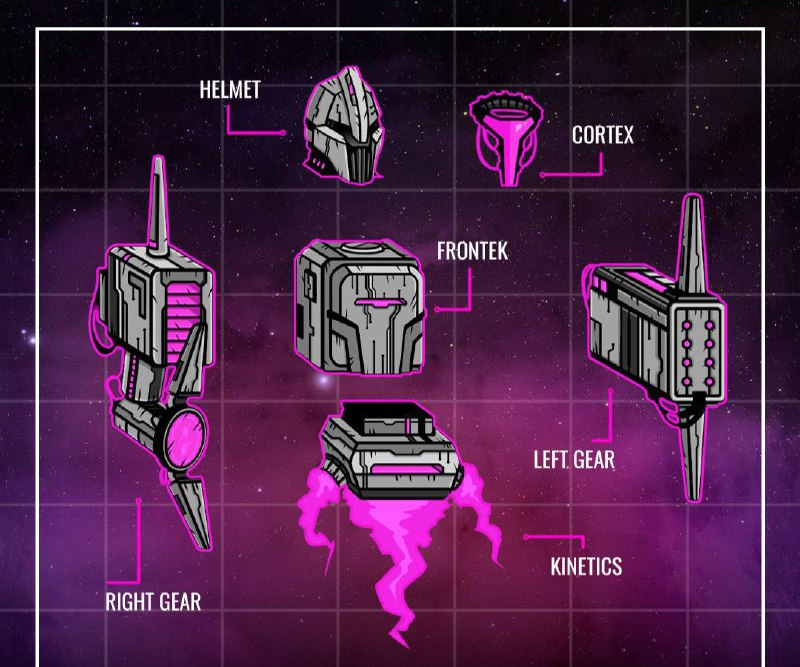 HELMET
CORTEX
FRONTEK
LEFT GEAR
KINETICS
RIGHT GEAR